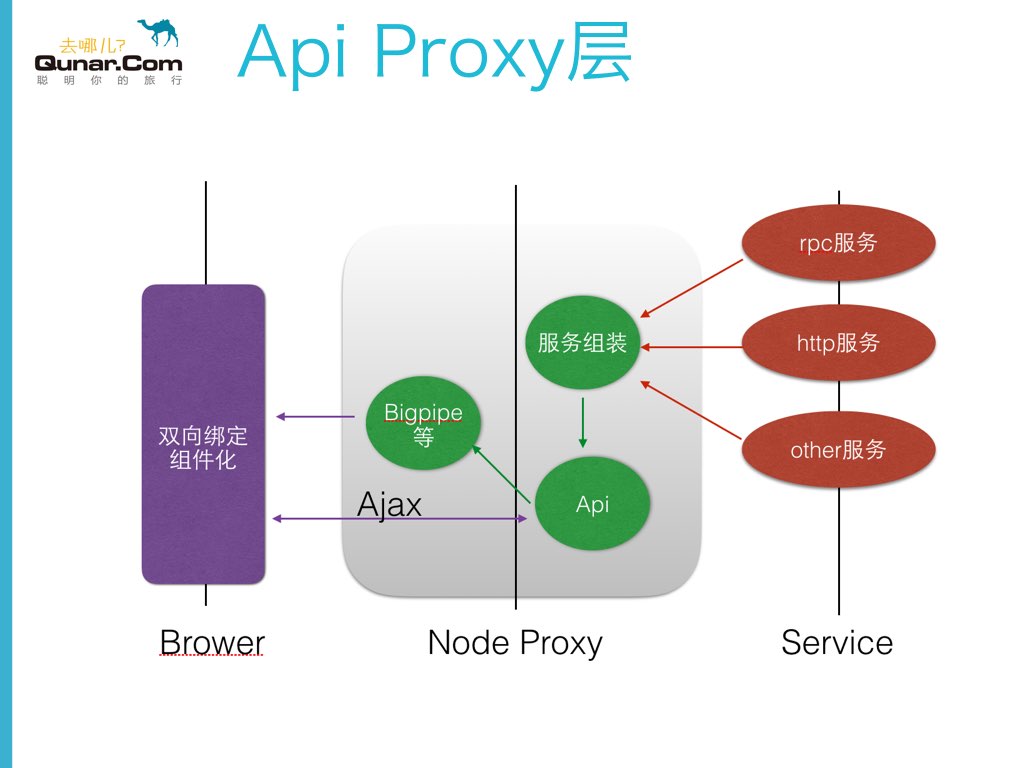 去哪儿?
Qunar.Com
聪明你的旅行
Api Proxy层
rpc服务
服务组装
http服务
Bigpipe
等
双向绑定
组件化
other服务
Ajax
Api
Brower
Node Proxy
Service